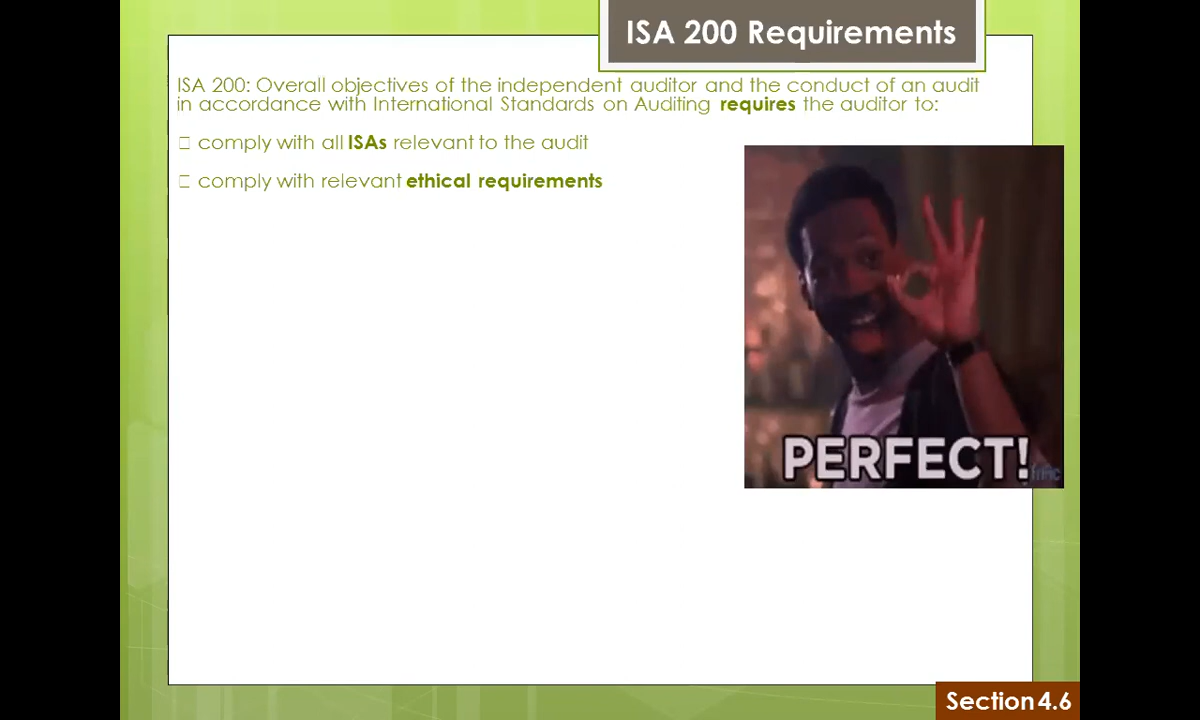 ISA 200 Requirements
ISA 200: Overall objectives of the independent auditor and the conduct of an audit
in accordance with International Standards on Auditing requires the auditor to:
comply with all ISAs relevant to the audit
comply with relevant ethical requirements
PERFECT!
Section 4.6